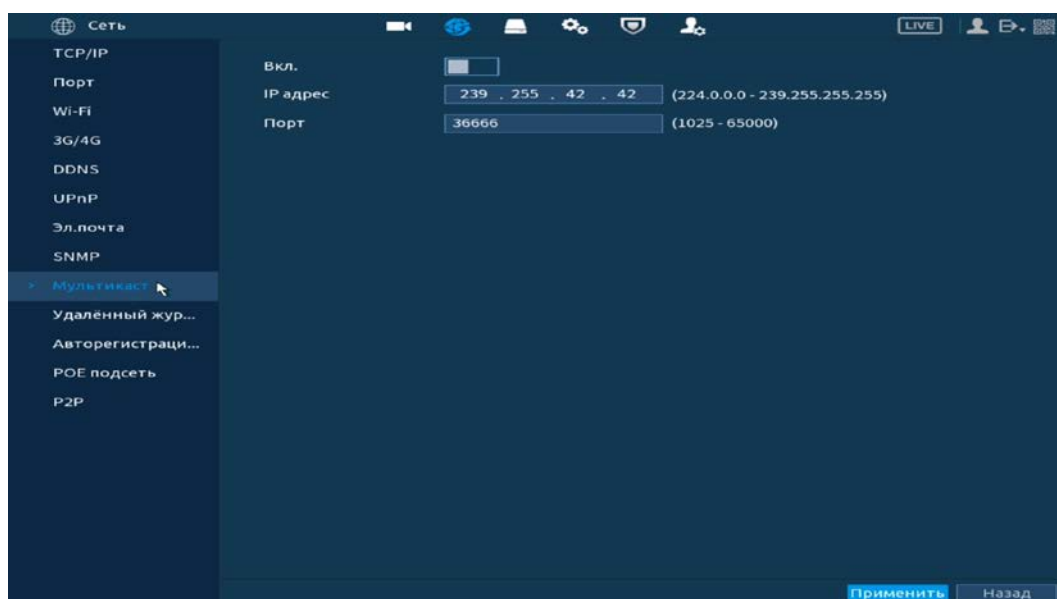 Сеть
LIVE
TCP/IP
Порт
Wi-Fi
3G/4G
DDNS
UPnP
Эл.почта
SNMP
Мультикаст
Удалённый жур...
Авторегистраци...
POE подсеть
P2P
Вкл.
IP адрес 239 . 255 . 42 . 42 (224.0.0.0 - 239.255.255.255)
Порт 36666 (1025 - 65000)
Применить Назад